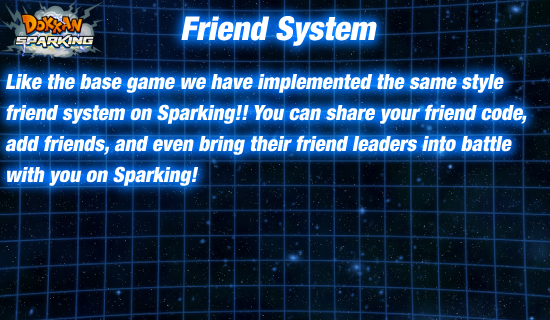 DOKKAN
SPARKING
Friend System
Like the base game we have implemented the same style
friend system on Sparking!! You can share your friend code,
add friends, and even bring their friend leaders into battle
with you on Sparking!